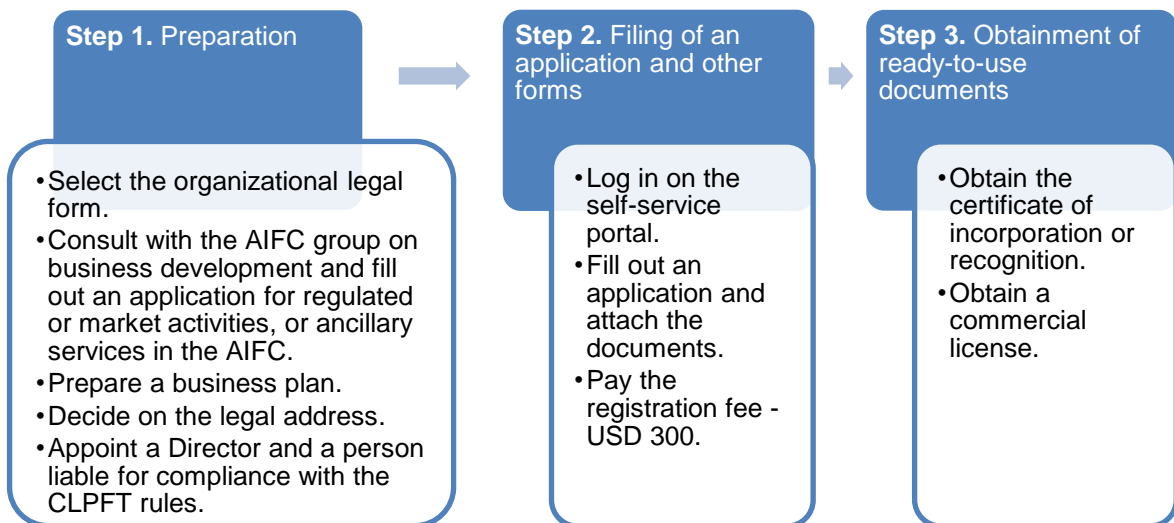 Step 1. Preparation
•Select the organizational legal
form.
•Consult with the AIFC group on
business development and fill
out an application for regulated
or market activities, or ancillary
services in the AIFC.
•Prepare a business plan.
•Decide on the legal address.
•Appoint a Director and a person
liable for compliance with the
CLPFT rules.
Step 2. Filing of an
application and other
forms
•Log in on the
self-service
portal.
•Fill out an
application and
attach the
documents.
•Pay the
registration fee -
USD 300.
Step 3. Obtainment of
ready-to-use
documents
•Obtain the
certificate of
incorporation or
recognition.
•Obtain a
commercial
license.